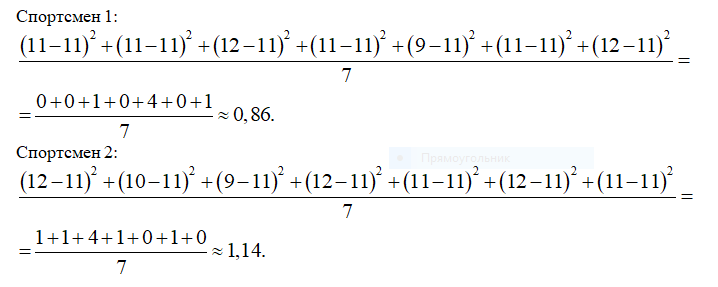 Спортсмен 1:
(11−11)² + (11−11)² + (12−11)² + (11−11)² + (9−11)² + (11−11)² + (12−11)²
7
=
= 0+0+1+0+4+0+1
7
≈ 0,86.
Спортсмен 2:
Прямоугольник
(12−11)² + (10−11)² + (9−11)² + (12−11)² + (11−11)² + (12−11)² + (11−11)²
7
=
= 1+1+4+1+0+1+0
7
≈ 1,14.